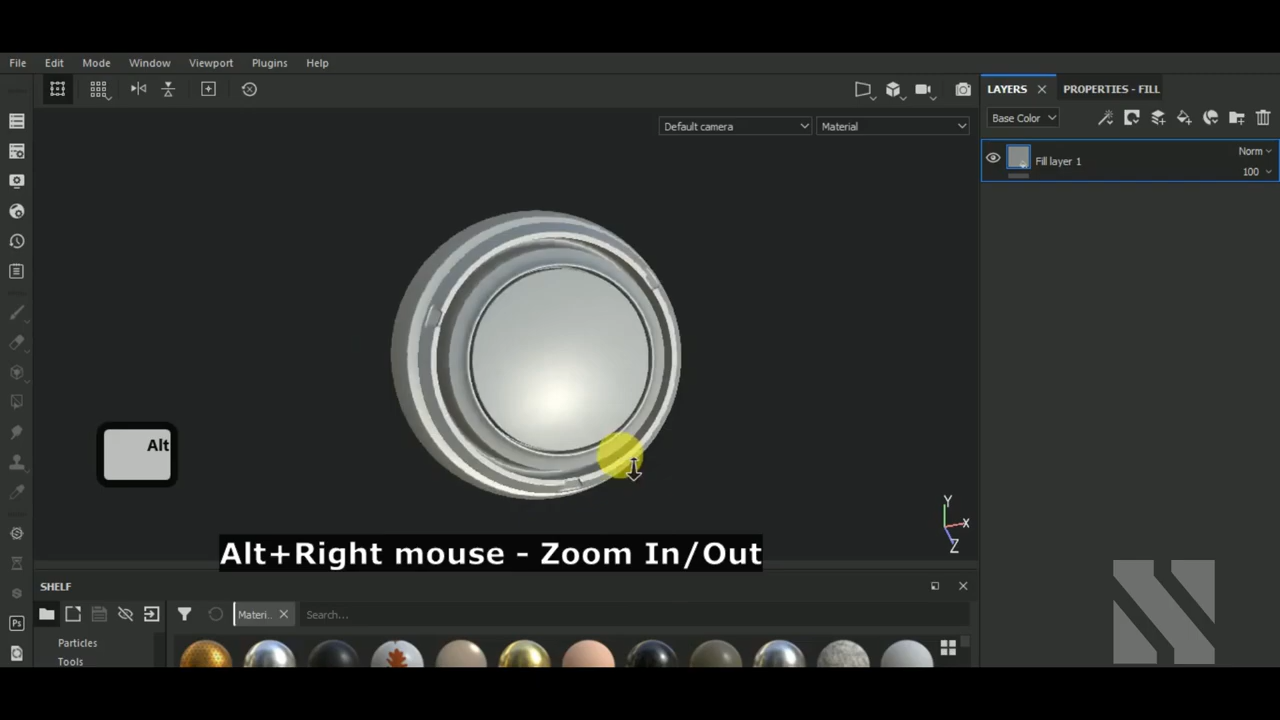 File Edit Mode Window Viewport Plugins Help
LAYERS PROPERTIES - FILL
Default camera Material
Base Color
Norm
Fill layer 1
100
Alt
Y
X
Z
Alt+Right mouse - Zoom In/Out
SHELF
Materi.. Search...
Particles
Tools
Ps